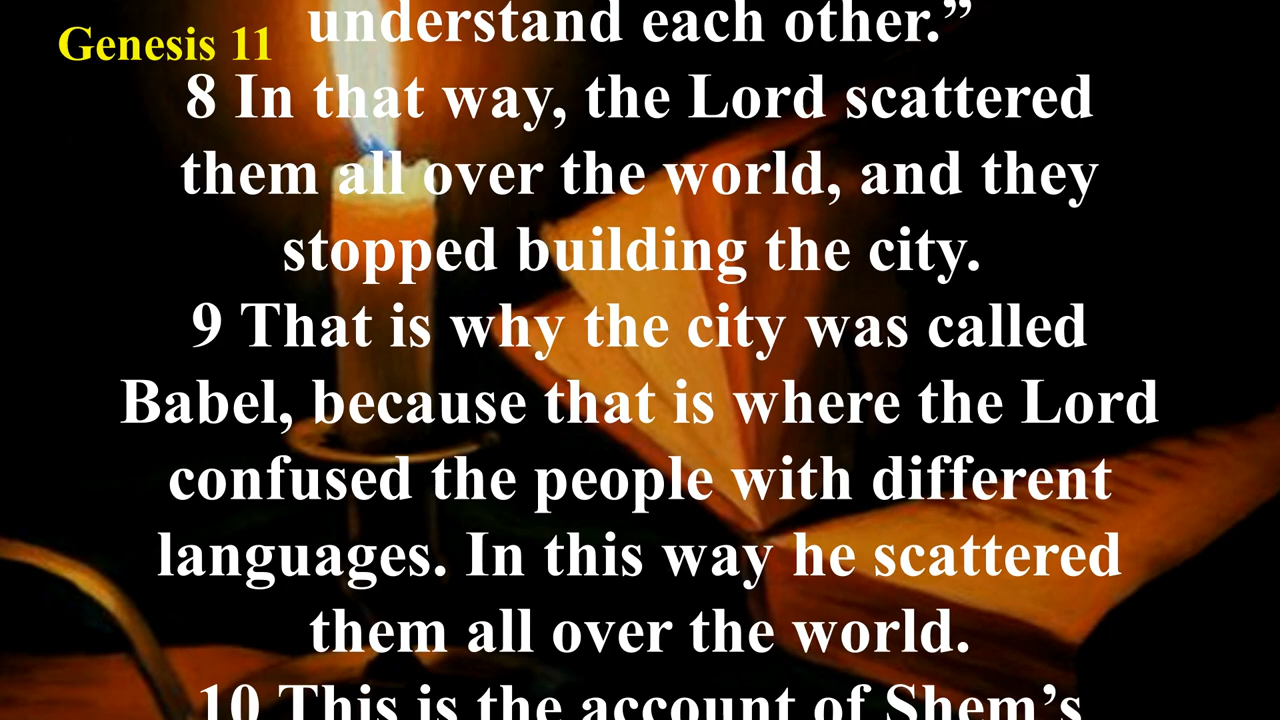 understand each other.”
Genesis 11
8 In that way, the Lord scattered
them all over the world, and they
stopped building the city.
9 That is why the city was called
Babel, because that is where the Lord
confused the people with different
languages. In this way he scattered
them all over the world.
10 This is the account of Shem’s